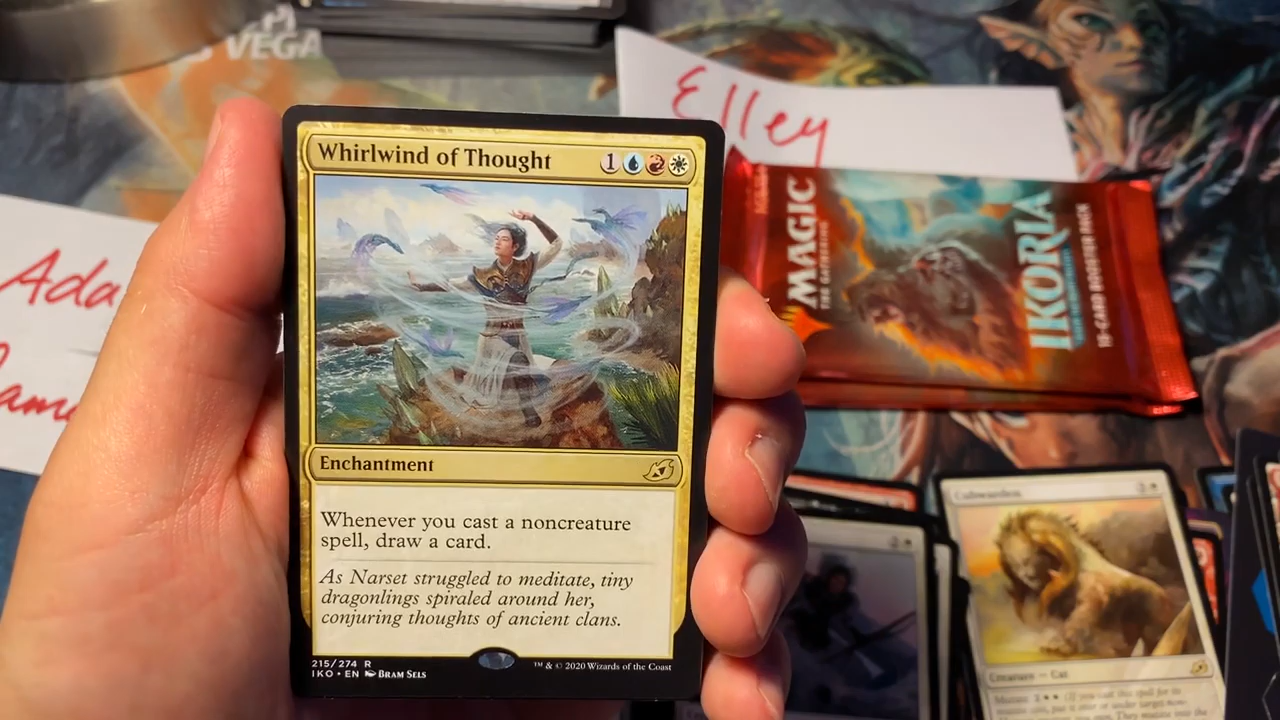 VEGA
Elley
Whirlwind of Thought
1
MAGIC
THE GATHERING
IKORIA
15-CARD BOOSTER PACK
Ada
Enchantment
Whenever you cast a noncreature
spell, draw a card.
As Narset struggled to meditate, tiny
dragonlings spiraled around her,
conjuring thoughts of ancient clans.
215/274 R
IKO • EN BRAM SELS
™ & © 2020 Wizards of the Coast
Cubwarden
Creature — Cat